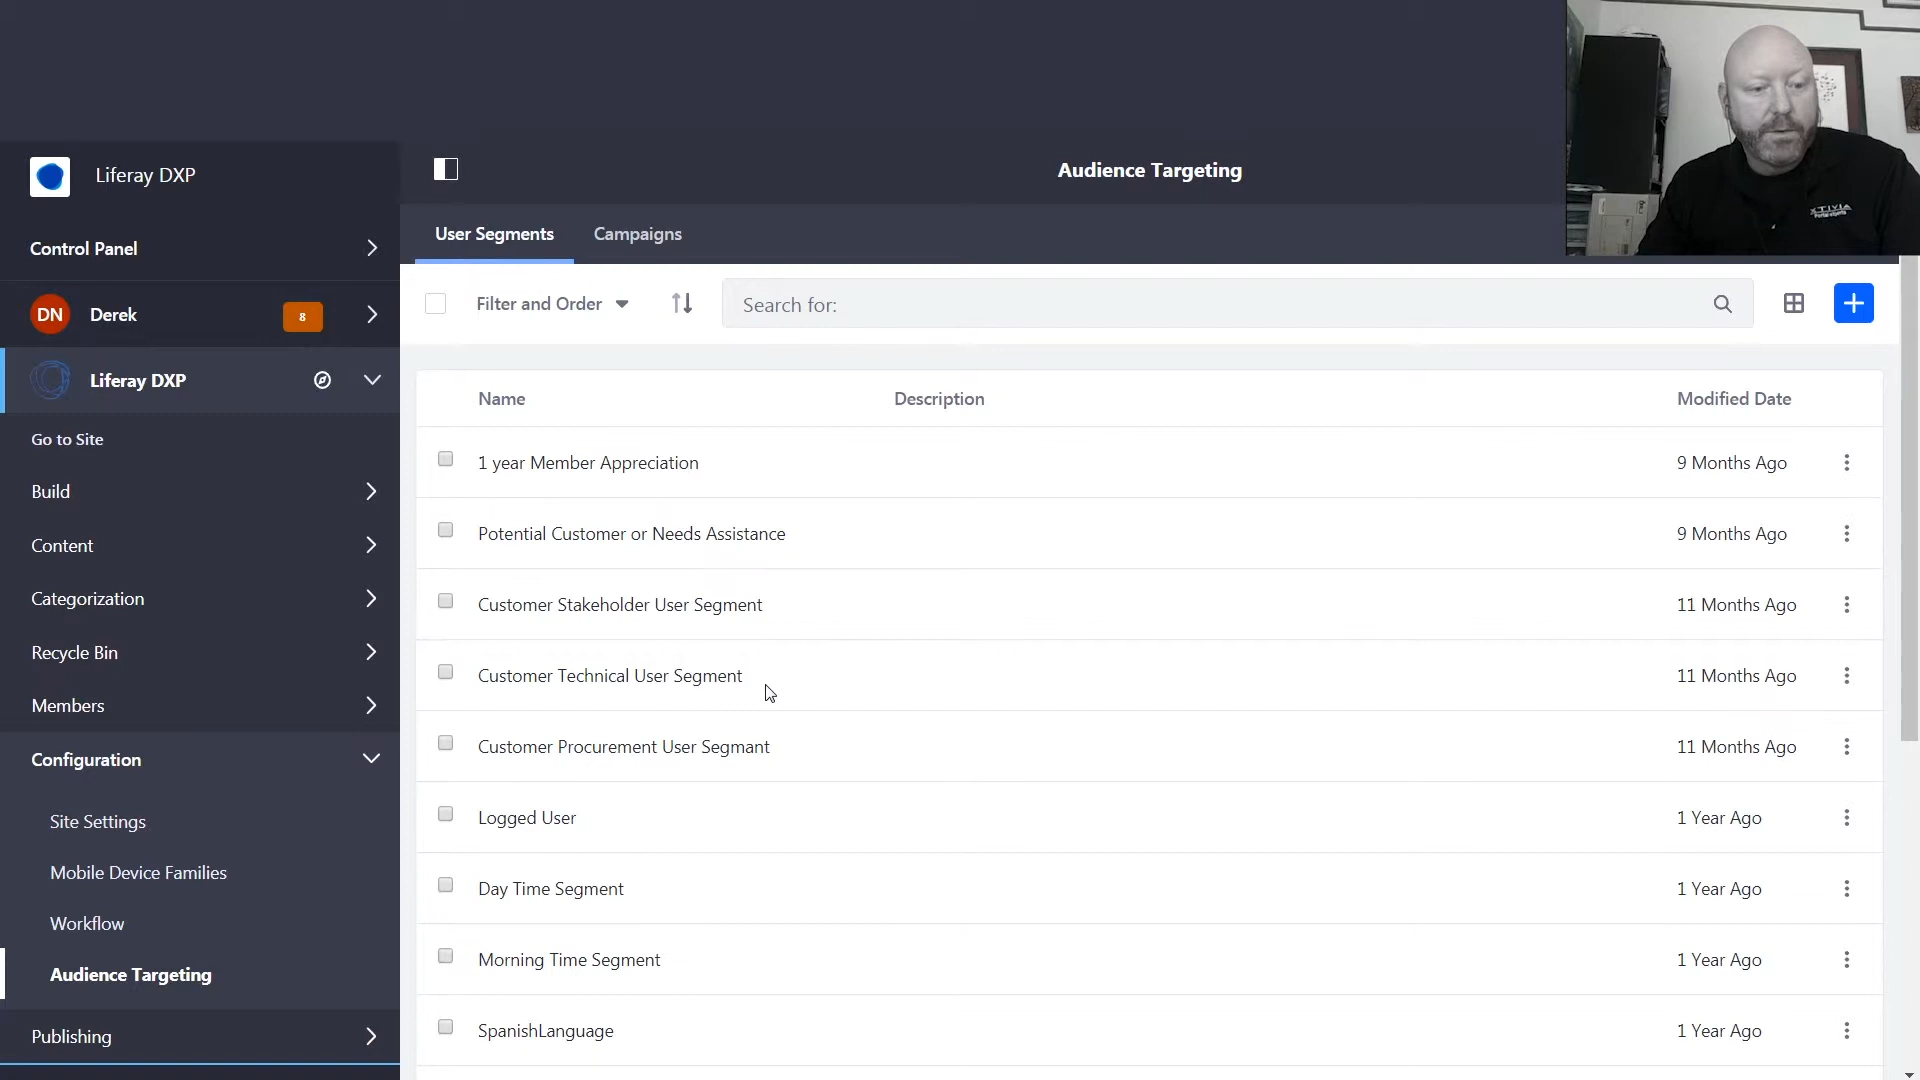 Liferay DXP
Audience Targeting
XTIVIA
Portal experts
Control Panel
User Segments
Campaigns
DN
Derek
8
Filter and Order
Search for:
Liferay DXP
Name
Description
Modified Date
Go to Site
1 year Member Appreciation
9 Months Ago
Build
Potential Customer or Needs Assistance
9 Months Ago
Content
Categorization
Customer Stakeholder User Segment
11 Months Ago
Recycle Bin
Customer Technical User Segment
11 Months Ago
Members
Customer Procurement User Segmant
11 Months Ago
Configuration
Site Settings
Logged User
1 Year Ago
Mobile Device Families
Day Time Segment
1 Year Ago
Workflow
Morning Time Segment
1 Year Ago
Audience Targeting
Publishing
SpanishLanguage
1 Year Ago